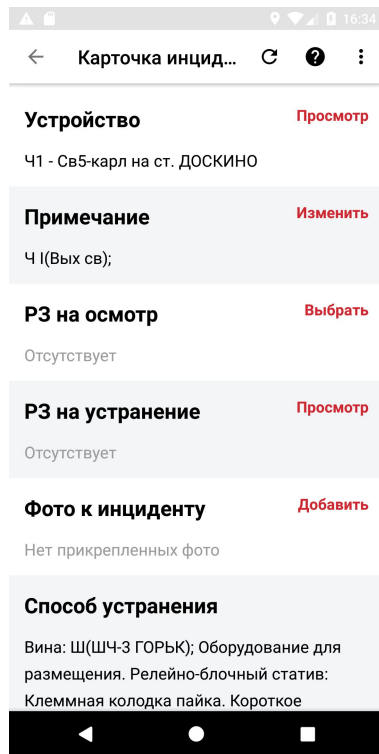 16:34
Карточка инцид...
Устройство
Просмотр
Ч1 - Св5-карл на ст. ДОСКИНО
Примечание
Изменить
Ч I(Вых св);
РЗ на осмотр
Выбрать
Отсутствует
РЗ на устранение
Просмотр
Отсутствует
Фото к инциденту
Добавить
Нет прикрепленных фото
Способ устранения
Вина: Ш(ШЧ-3 ГОРЬК); Оборудование для
размещения. Релейно-блочный статив:
Клеммная колодка пайка. Короткое